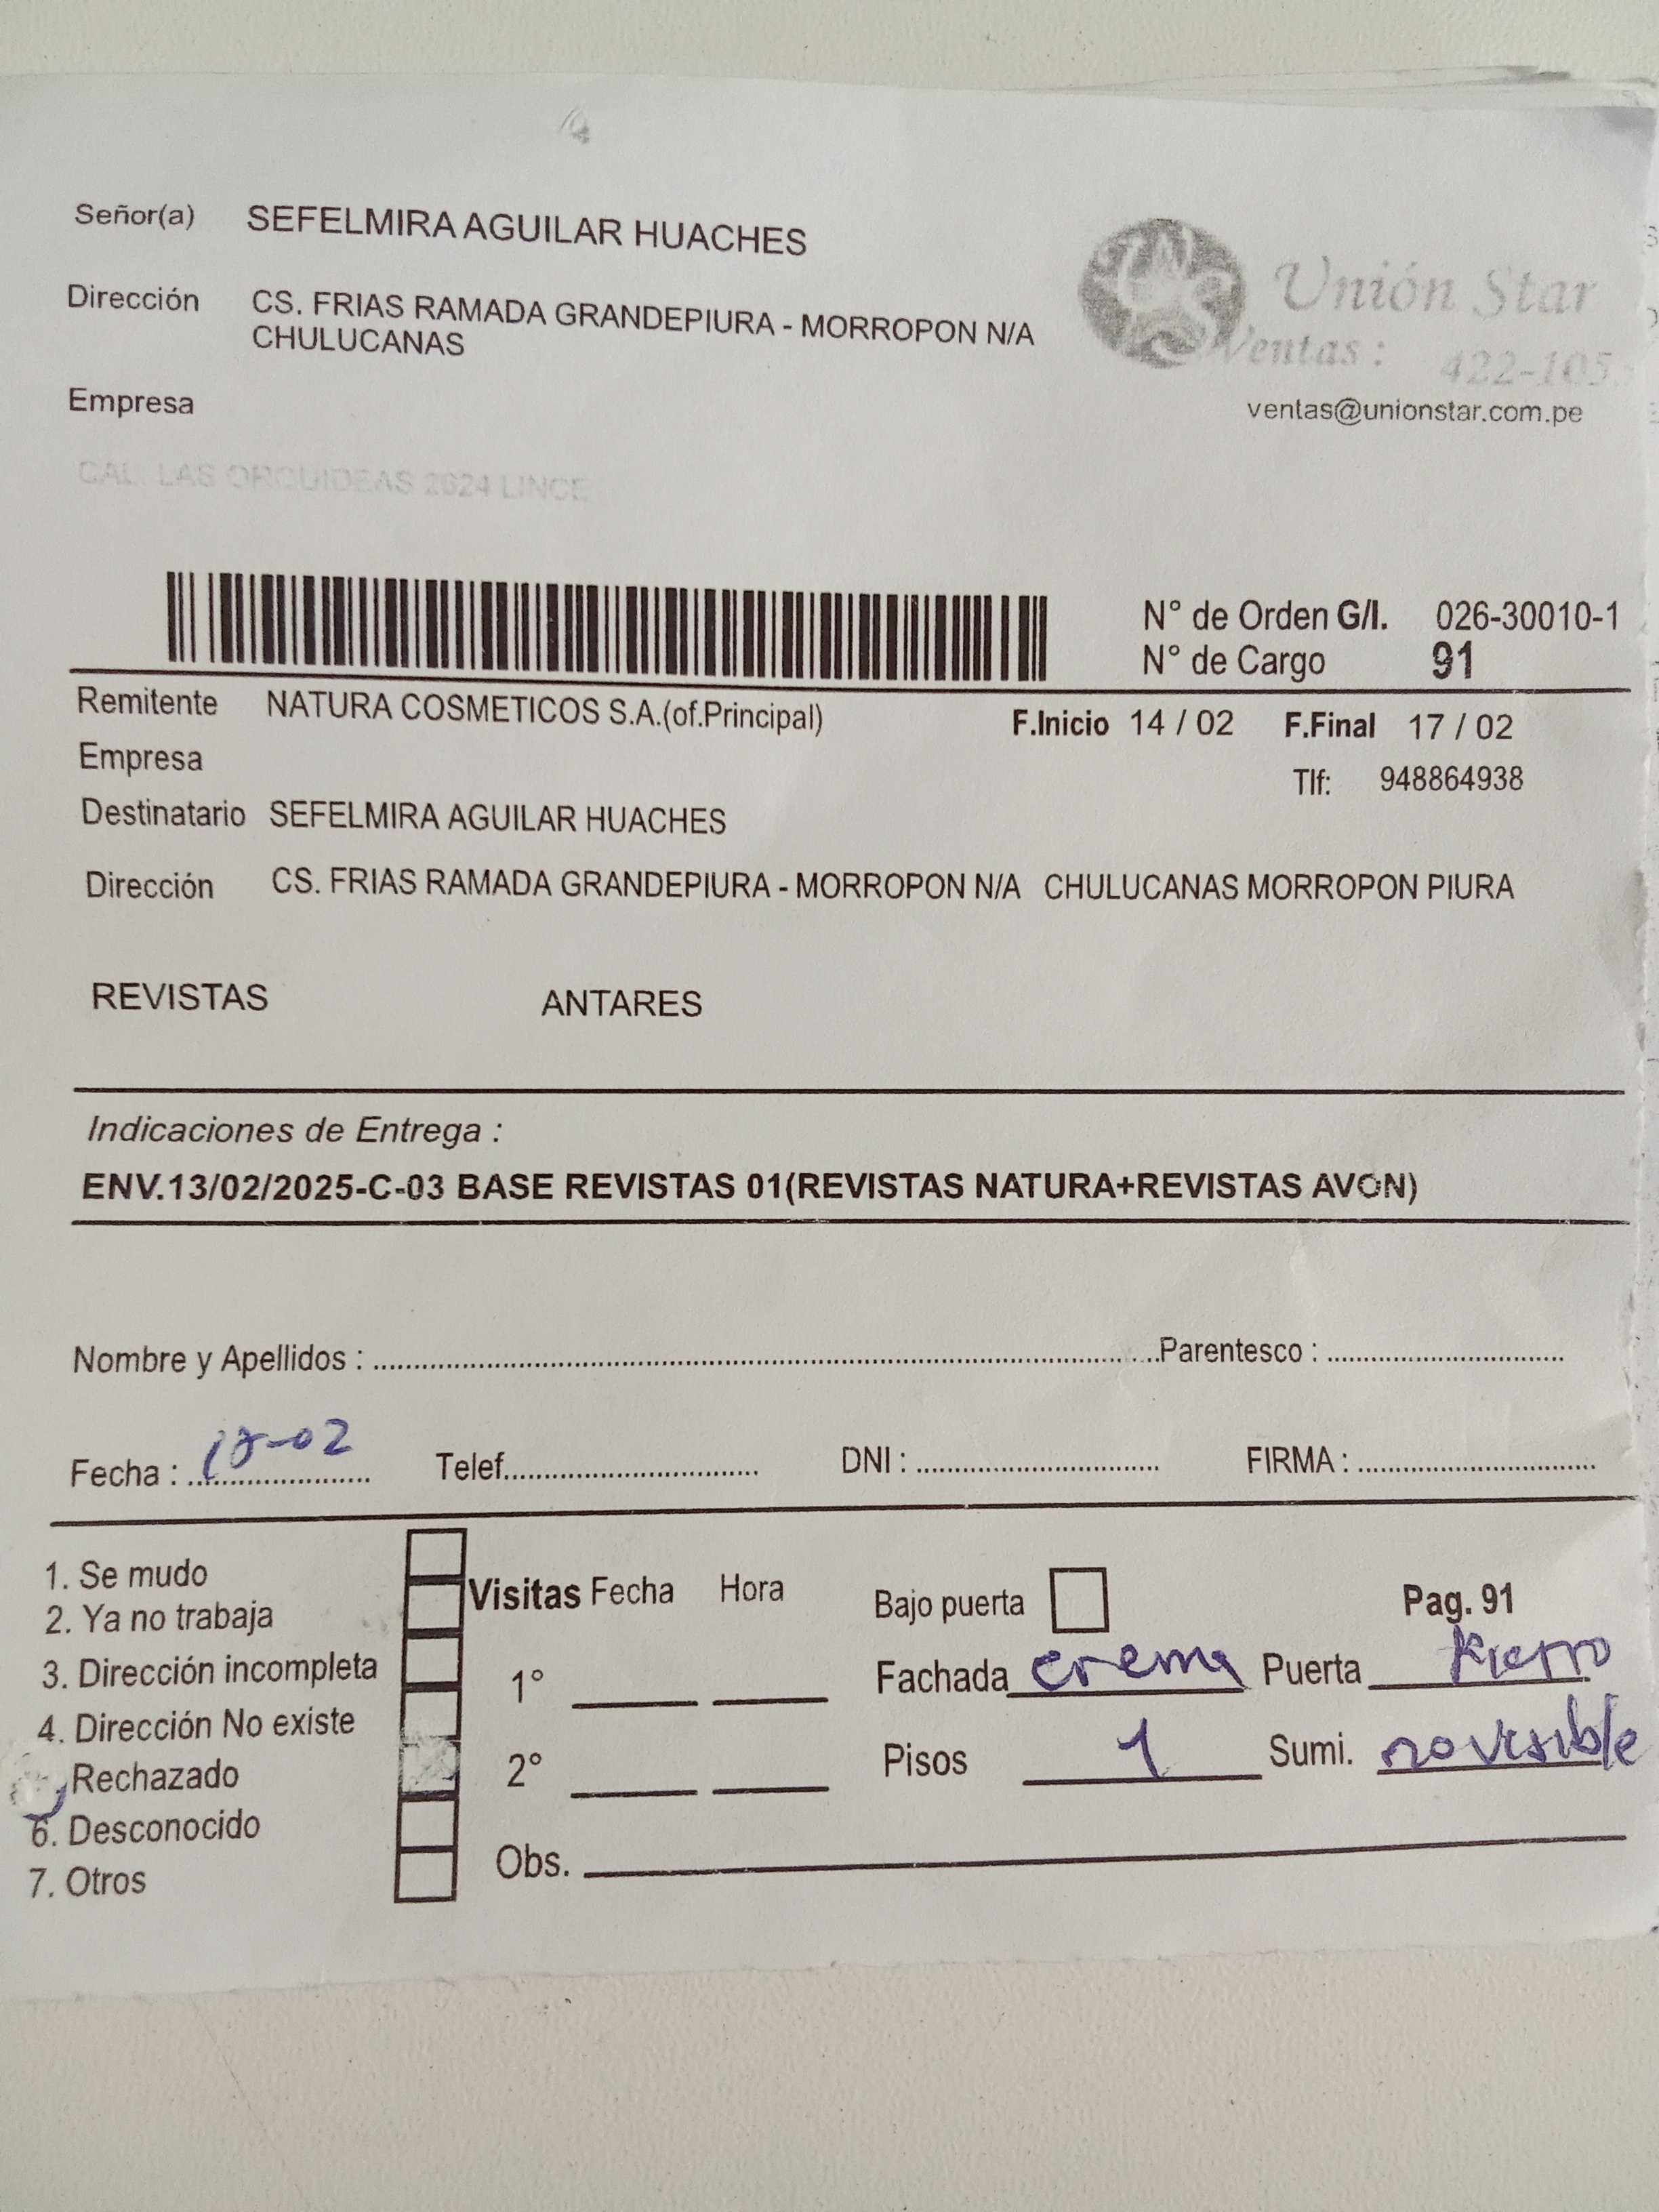 Señor(a) SEFELMIRA AGUILAR HUACHES
Dirección CS. FRIAS RAMADA GRANDEPIURA - MORROPON N/A
CHULUCANAS
Unión Star
Ventas : 422-105
Empresa
ventas@unionstar.com.pe
CAL. LAS ORQUIDEAS 2624 LINCE
N° de Orden G/I. 026-30010-1
N° de Cargo 91
Remitente NATURA COSMETICOS S.A.(of.Principal) F.Inicio 14 / 02 F.Final 17 / 02
Empresa
Tlf: 948864938
Destinatario SEFELMIRA AGUILAR HUACHES
Dirección CS. FRIAS RAMADA GRANDEPIURA - MORROPON N/A CHULUCANAS MORROPON PIURA
REVISTAS ANTARES
Indicaciones de Entrega :
ENV.13/02/2025-C-03 BASE REVISTAS 01(REVISTAS NATURA+REVISTAS AVON)
Nombre y Apellidos : Parentesco :
Fecha : 18-02 Telef. DNI : FIRMA :
1. Se mudo
2. Ya no trabaja
3. Dirección incompleta
4. Dirección No existe
Rechazado
6. Desconocido
7. Otros
Visitas Fecha Hora
1°
2°
Obs.
Bajo puerta Pag. 91
Fachada crema Puerta fierro
Pisos 1 Sumi. no visible